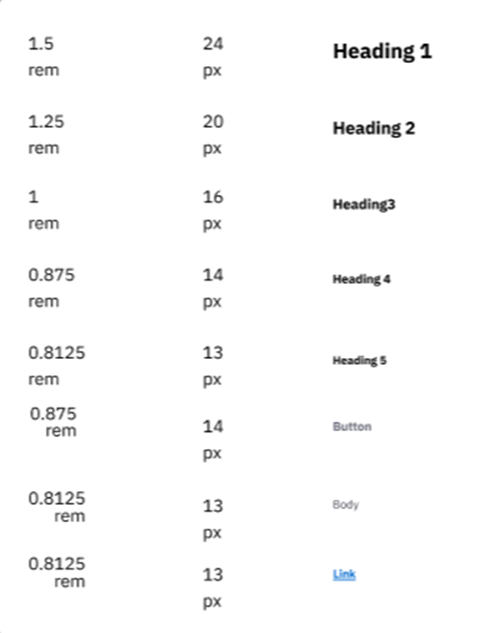 1.5 24 Heading 1
rem px
1.25 20 Heading 2
rem px
1 16 Heading3
rem px
0.875 14 Heading 4
rem px
0.8125 13 Heading 5
rem px
0.875 14 Button
rem px
0.8125 13 Body
rem px
0.8125 13 Link
rem px